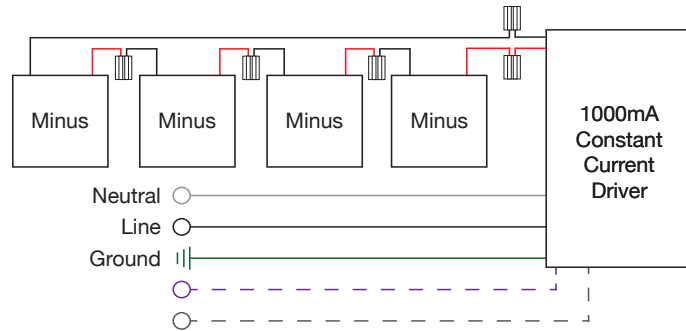 Minus
Minus
Minus
Minus
1000mA
Constant
Current
Driver
Neutral
Line
Ground